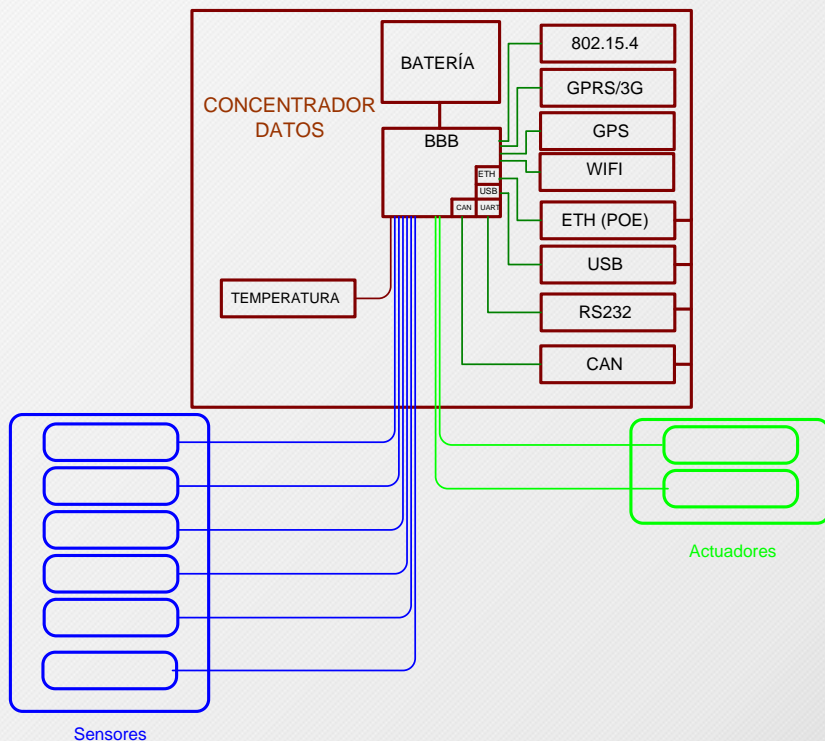 802.15.4
BATERÍA
GPRS/3G
CONCENTRADOR
DATOS
BBB
GPS
WIFI
ETH
USB
CAN
UART
ETH (POE)
USB
TEMPERATURA
RS232
CAN
Actuadores
Sensores